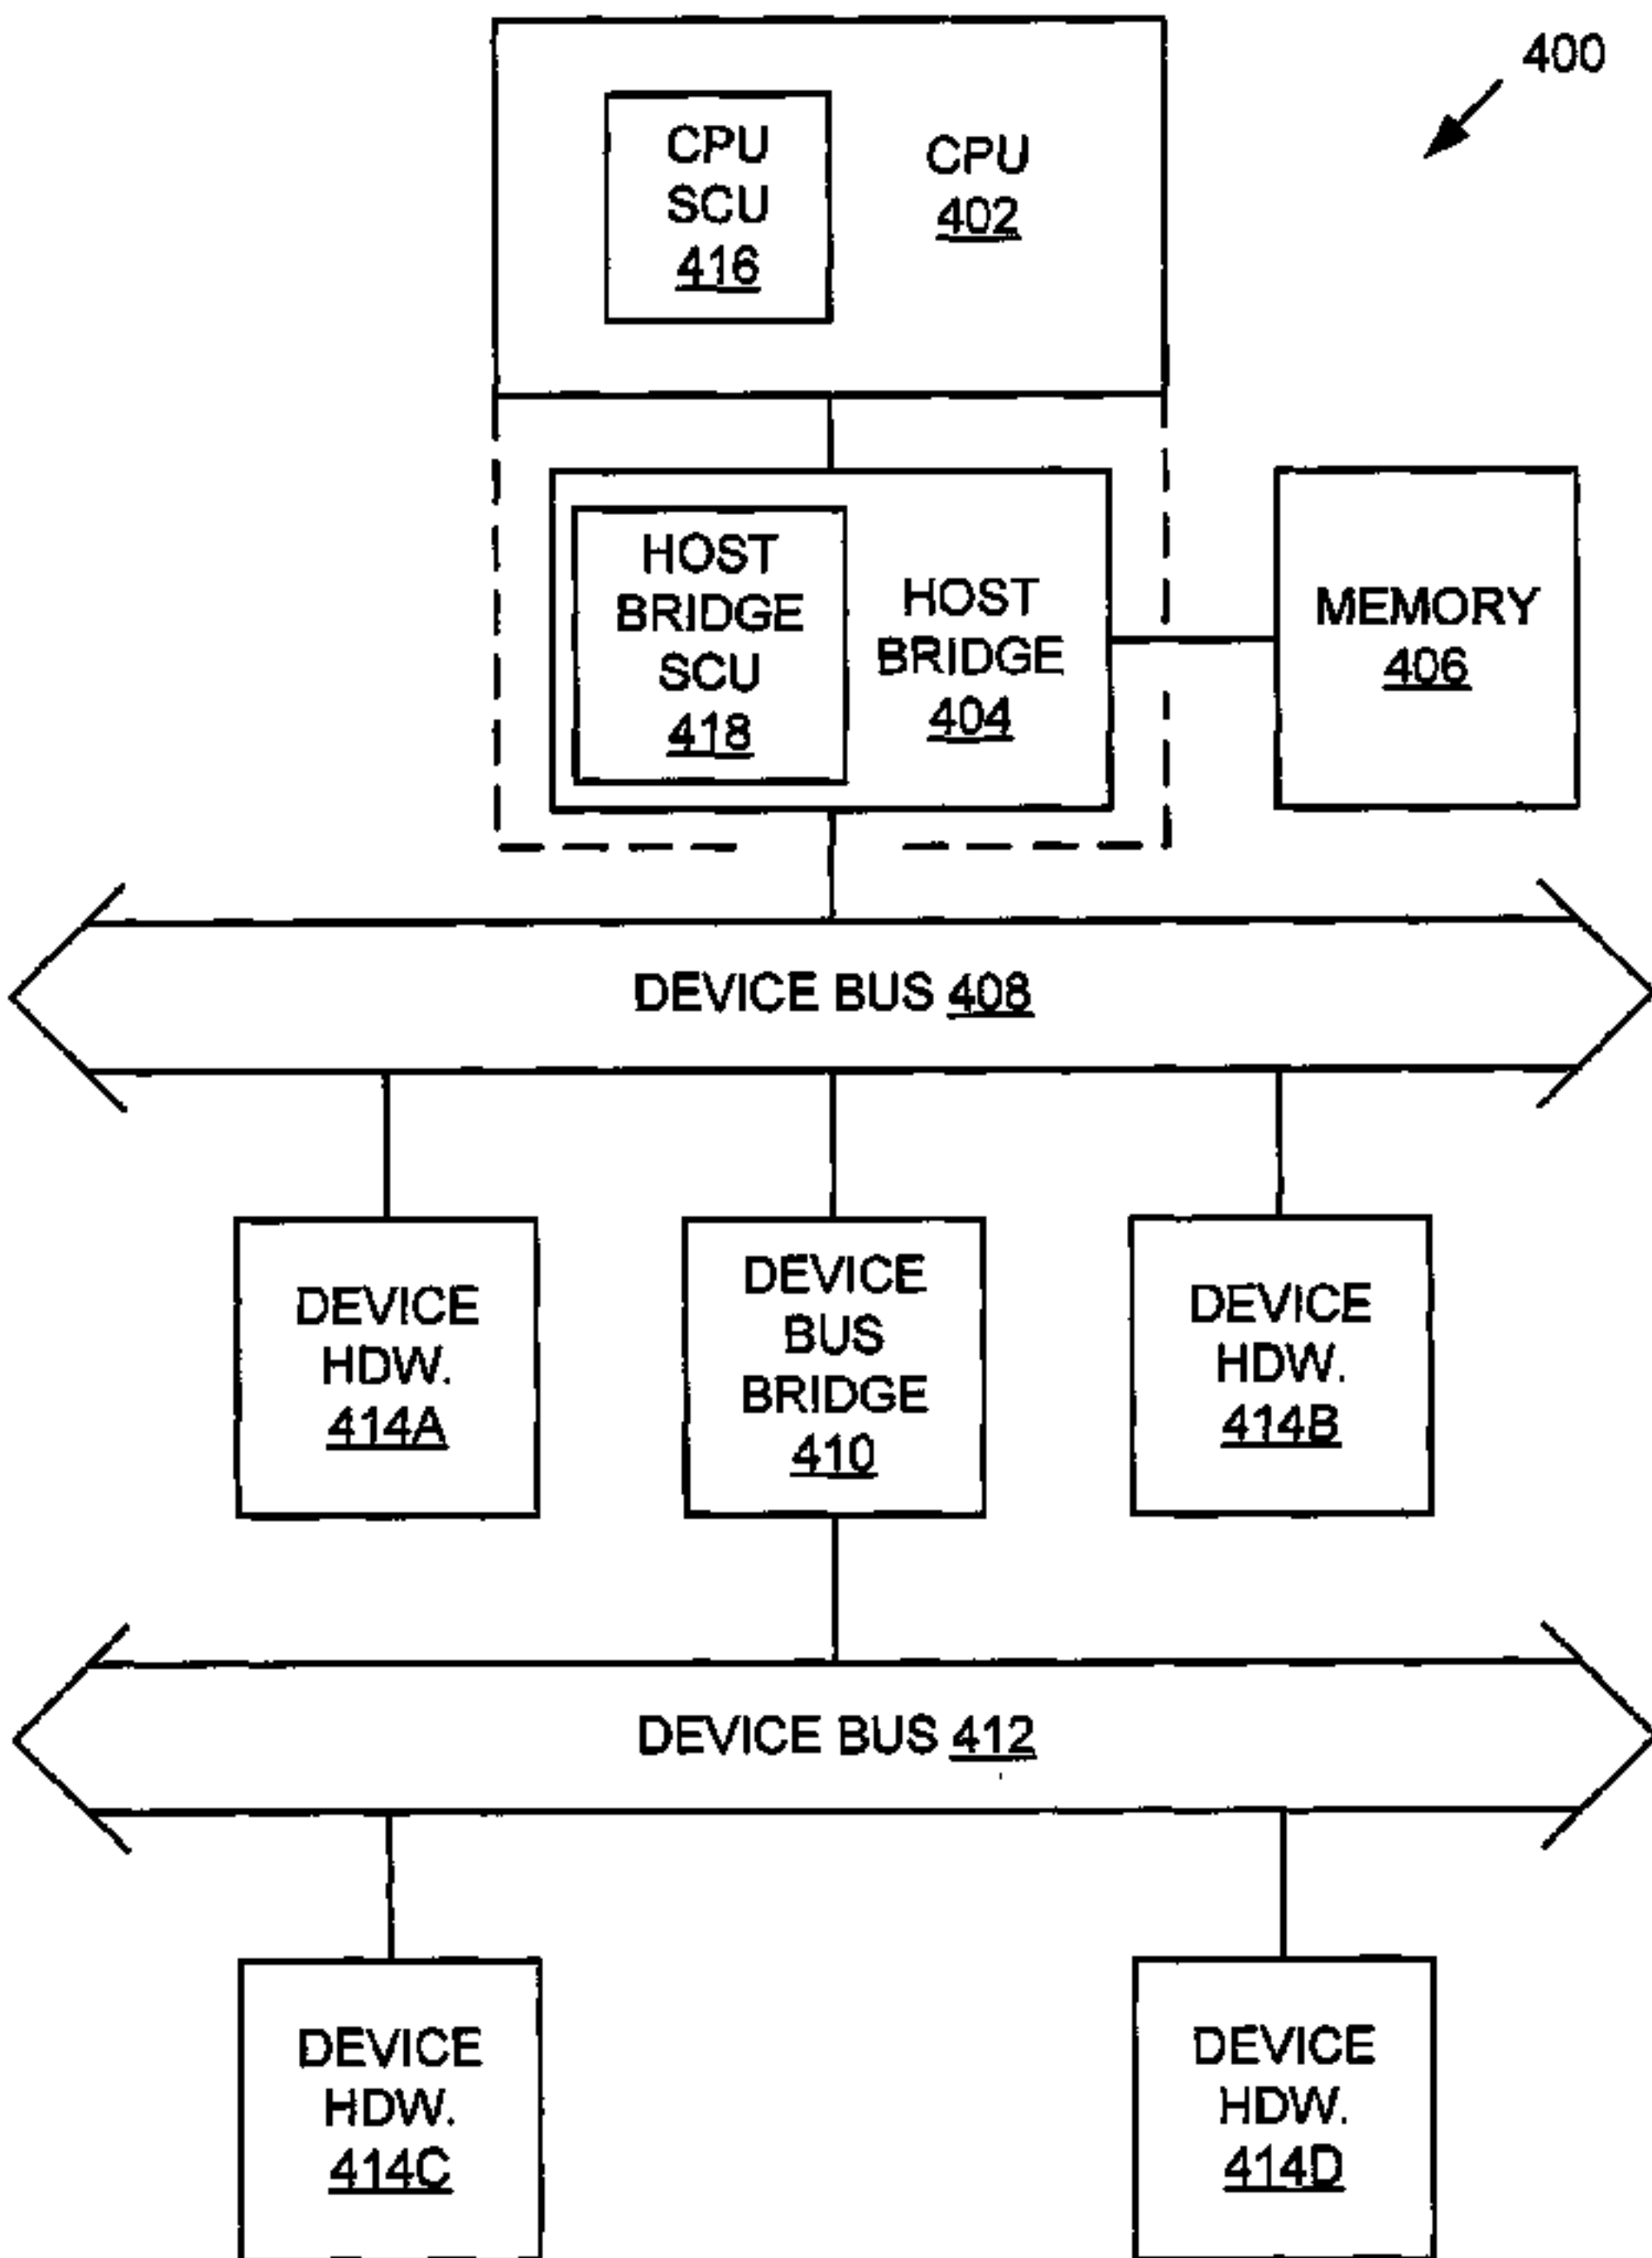 400
CPU
SCU
416
CPU
402
HOST
BRIDGE
SCU
418
HOST
BRIDGE
404
MEMORY
406
DEVICE BUS 408
DEVICE
HDW.
414A
DEVICE
BUS
BRIDGE
410
DEVICE
HDW.
414B
DEVICE BUS 412
DEVICE
HDW.
414C
DEVICE
HDW.
414D